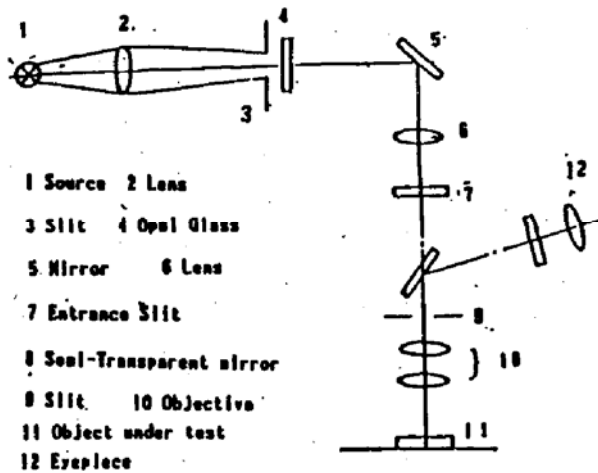 1
2
4
5
3
6
7
12
9
10
11
1 Source 2 Lens
3 Slit 4 Opal Glass
5 Mirror 6 Lens
7 Entrance Slit
8 Semi-Transparent mirror
9 Slit 10 Objective
11 Object under test
12 Eyepiece